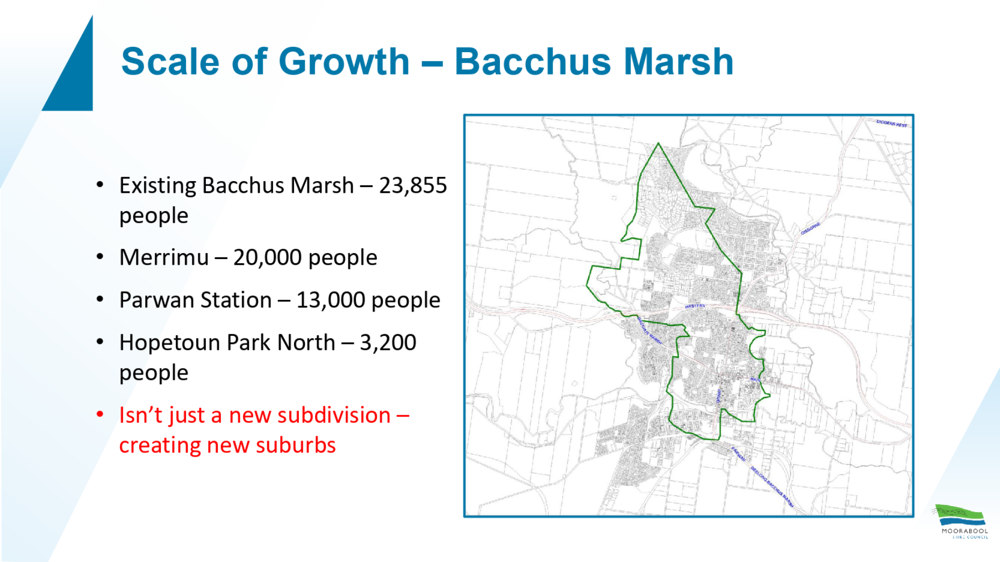 Scale of Growth – Bacchus Marsh
• Existing Bacchus Marsh – 23,855
people
• Merrimu – 20,000 people
• Parwan Station – 13,000 people
• Hopetoun Park North – 3,200
people
• Isn’t just a new subdivision –
creating new suburbs
DIGGERS REST
GISBORNE
WESTERN
BACCHUS MARSH
MAIN
GRANT
PARWAN
GEELONG-BACCHUS MARSH
MOORABOOL
SHIRE COUNCIL